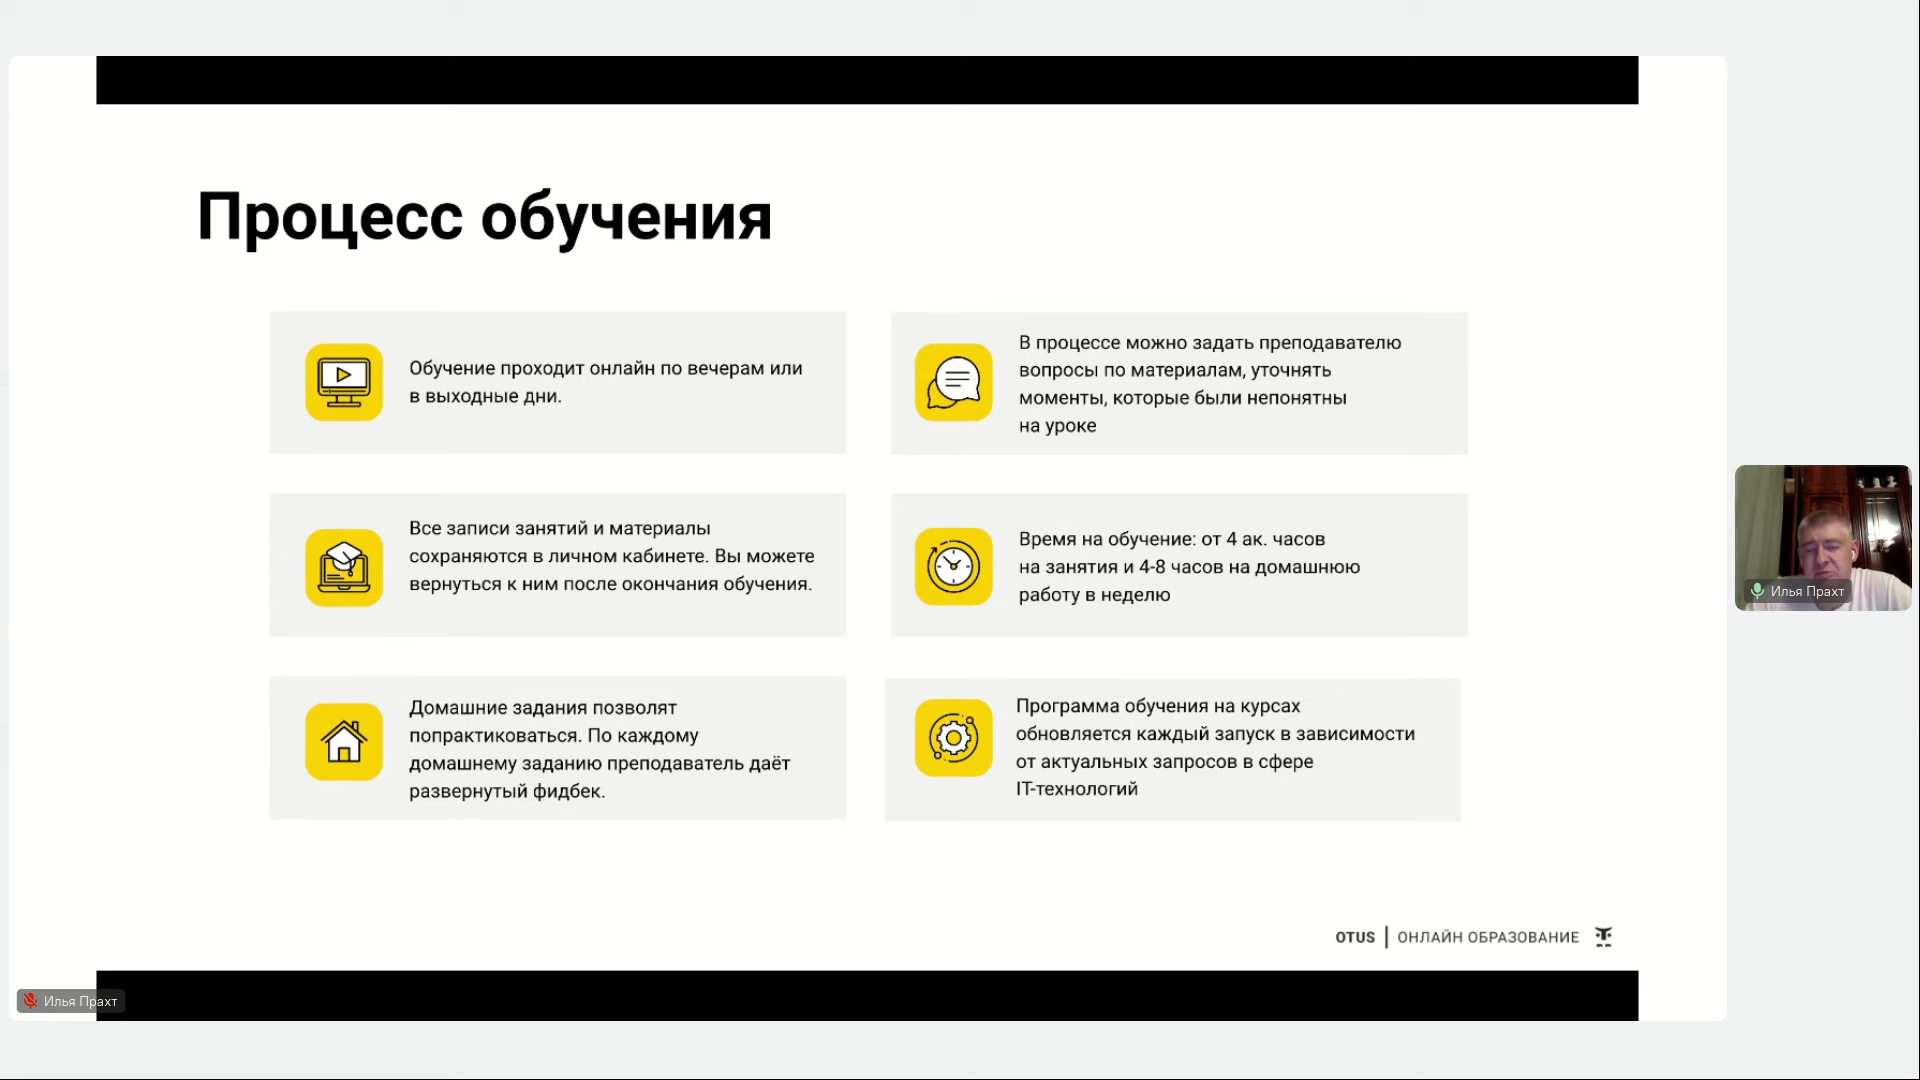 Процесс обучения
Обучение проходит онлайн по вечерам или
в выходные дни.
В процессе можно задать преподавателю
вопросы по материалам, уточнять
моменты, которые были непонятны
на уроке
Все записи занятий и материалы
сохраняются в личном кабинете. Вы можете
вернуться к ним после окончания обучения.
Время на обучение: от 4 ак. часов
на занятия и 4-8 часов на домашнюю
работу в неделю
Домашние задания позволят
попрактиковаться. По каждому
домашнему заданию преподаватель даёт
развернутый фидбек.
Программа обучения на курсах
обновляется каждый запуск в зависимости
от актуальных запросов в сфере
IT-технологий
OTUS | ОНЛАЙН ОБРАЗОВАНИЕ
Илья Прахт
Илья Прахт